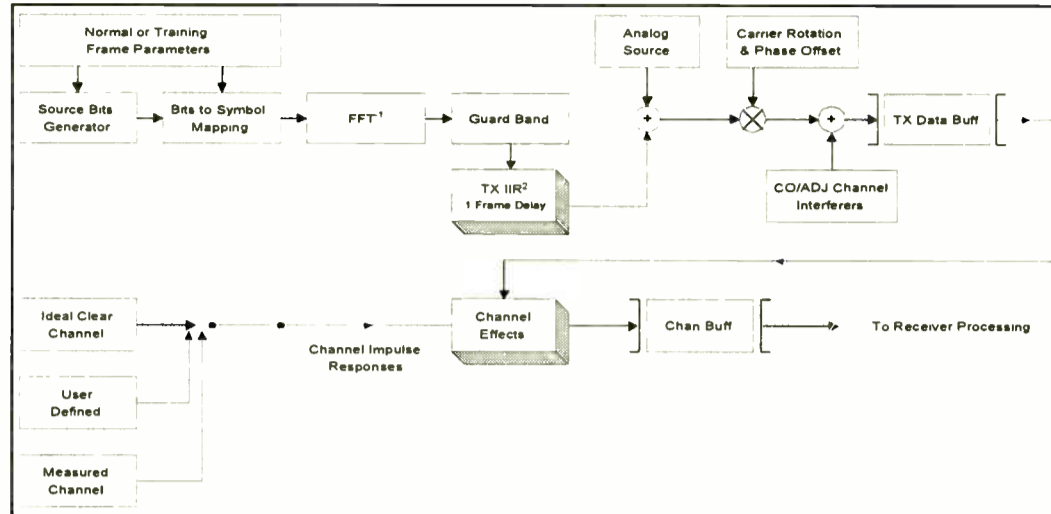 Normal or Training
Frame Parameters
Analog
Source
Carrier Rotation
& Phase Offset
Source Bits
Generator
Bits to Symbol
Mapping
FFT⁻¹
Guard Band
+
+
TX Data Buff
TX IIR²
1 Frame Delay
CO/ADJ Channel
Interferers
Ideal Clear
Channel
Channel Impulse
Responses
Channel
Effects
Chan Buff
To Receiver Processing
User
Defined
Measured
Channel